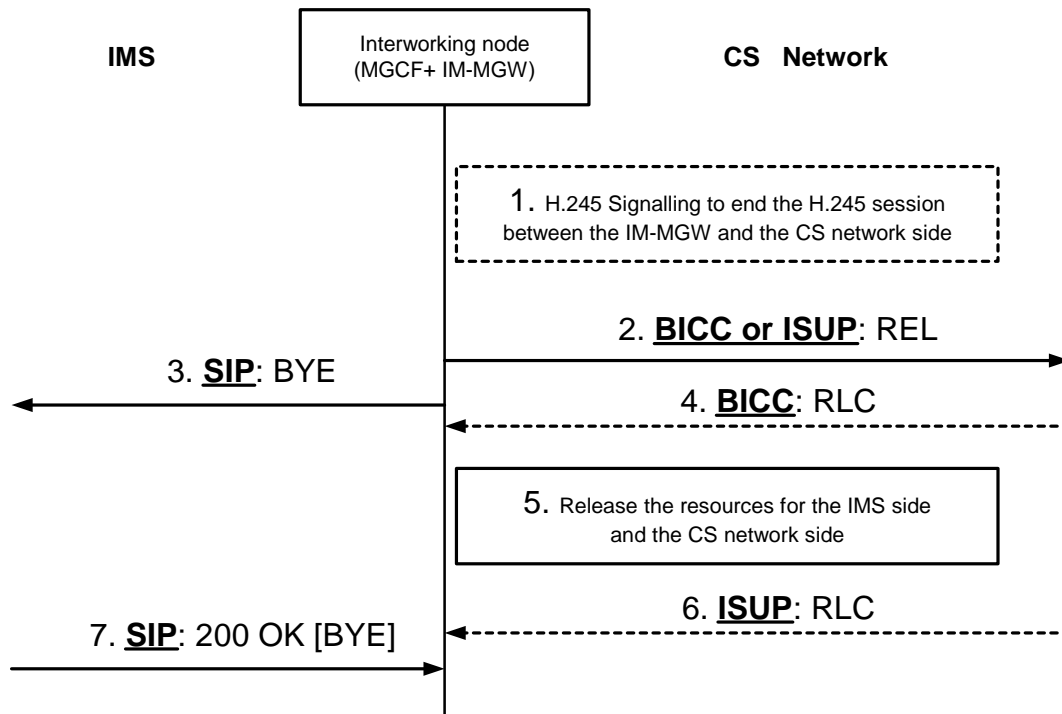 IMS
Interworking node
(MGCF+ IM-MGW)
CS Network
1. H.245 Signalling to end the H.245 session
between the IM-MGW and the CS network side
2. BICC or ISUP: REL
3. SIP: BYE
4. BICC: RLC
5. Release the resources for the IMS side
and the CS network side
6. ISUP: RLC
7. SIP: 200 OK [BYE]